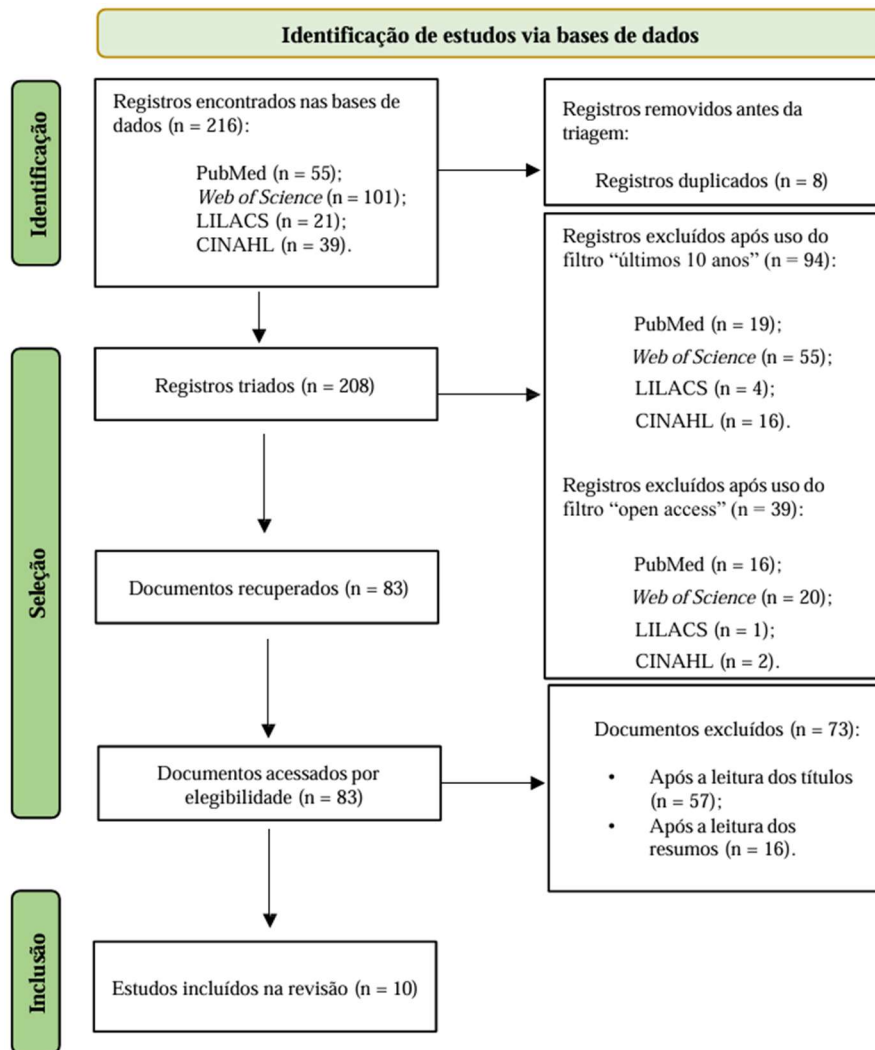 Identificação de estudos via bases de dados
Identificação
Registros encontrados nas bases de
dados (n = 216):
PubMed (n = 55);
Web of Science (n = 101);
LILACS (n = 21);
CINAHL (n = 39).
Registros removidos antes da
triagem:
Registros duplicados (n = 8)
Seleção
Registros triados (n = 208)
Registros excluídos após uso do
filtro “últimos 10 anos” (n = 94):
PubMed (n = 19);
Web of Science (n = 55);
LILACS (n = 4);
CINAHL (n = 16).
Registros excluídos após uso do
filtro “open access” (n = 39):
PubMed (n = 16);
Web of Science (n = 20);
LILACS (n = 1);
CINAHL (n = 2).
Documentos recuperados (n = 83)
Documentos acessados por
elegibilidade (n = 83)
Documentos excluídos (n = 73):
• Após a leitura dos títulos
(n = 57);
• Após a leitura dos
resumos (n = 16).
Inclusão
Estudos incluídos na revisão (n = 10)